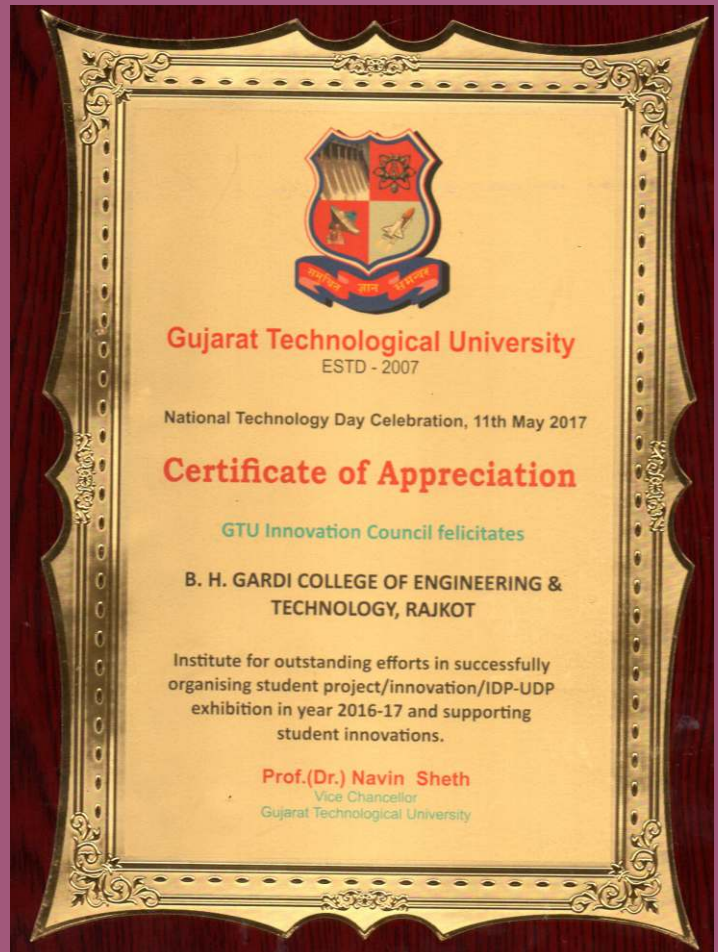 समुचित ज्ञान
Gujarat Technological University
ESTD - 2007
National Technology Day Celebration, 11th May 2017
Certificate of Appreciation
GTU Innovation Council felicitates
B. H. GARDI COLLEGE OF ENGINEERING &
TECHNOLOGY, RAJKOT
Institute for outstanding efforts in successfully
organising student project/innovation/IDP-UDP
exhibition in year 2016-17 and supporting
student innovations.
Prof.(Dr.) Navin Sheth
Vice Chancellor
Gujarat Technological University